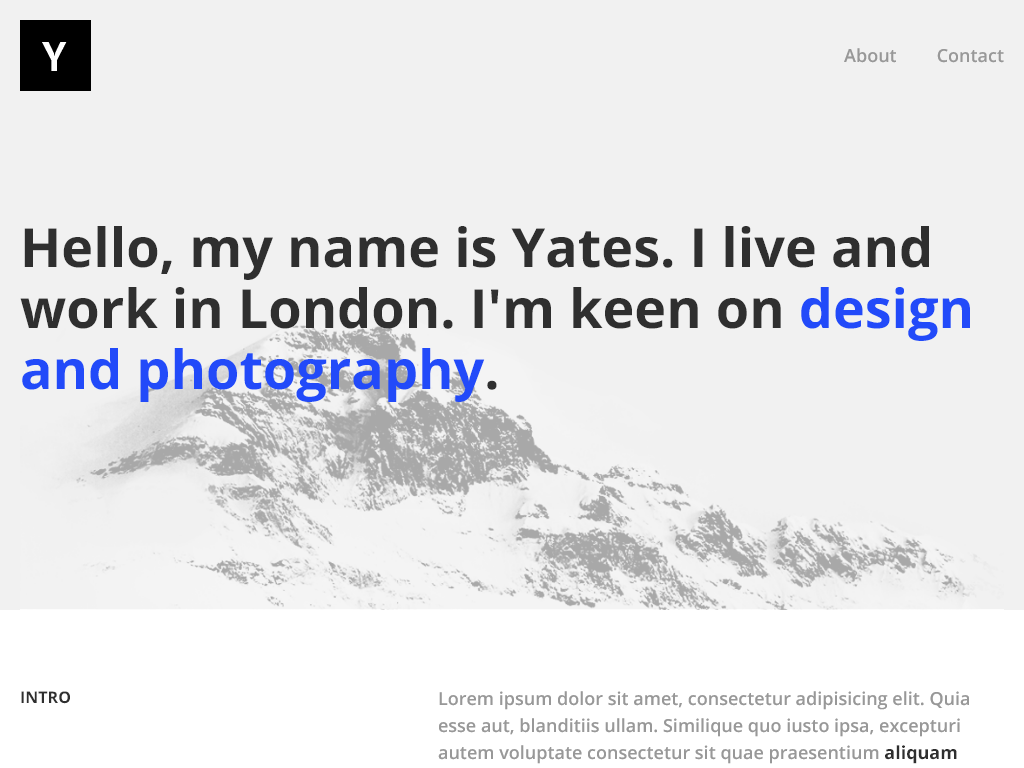 Y
About Contact
Hello, my name is Yates. I live and
work in London. I'm keen on design
and photography.
INTRO
Lorem ipsum dolor sit amet, consectetur adipisicing elit. Quia
esse aut, blanditiis ullam. Similique quo iusto ipsa, excepturi
autem voluptate consectetur sit quae praesentium aliquam